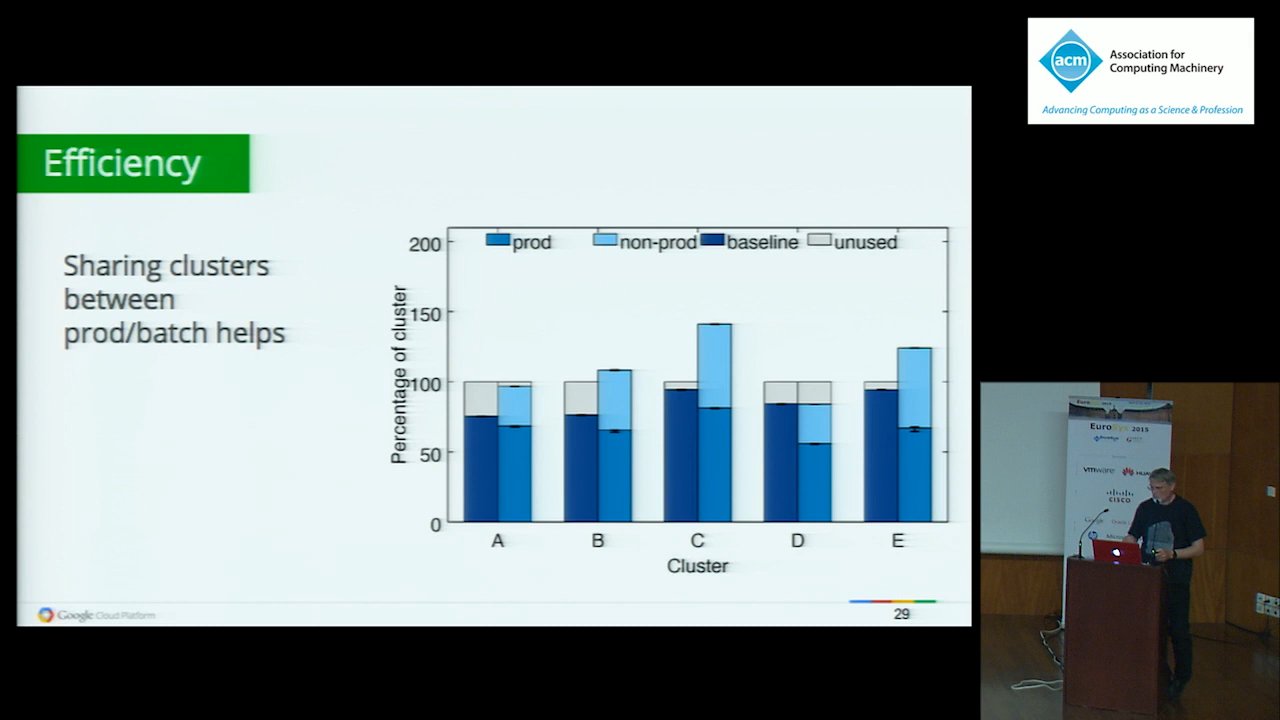 acm
Association for
Computing Machinery
Advancing Computing as a Science & Profession
Efficiency
Sharing clusters
between
prod/batch helps
prod non-prod baseline unused
Percentage of cluster
200
150
100
50
0
A B C D E
Cluster
Google Cloud Platform
29
EuroSys 2015
vmware
CISCO
Google